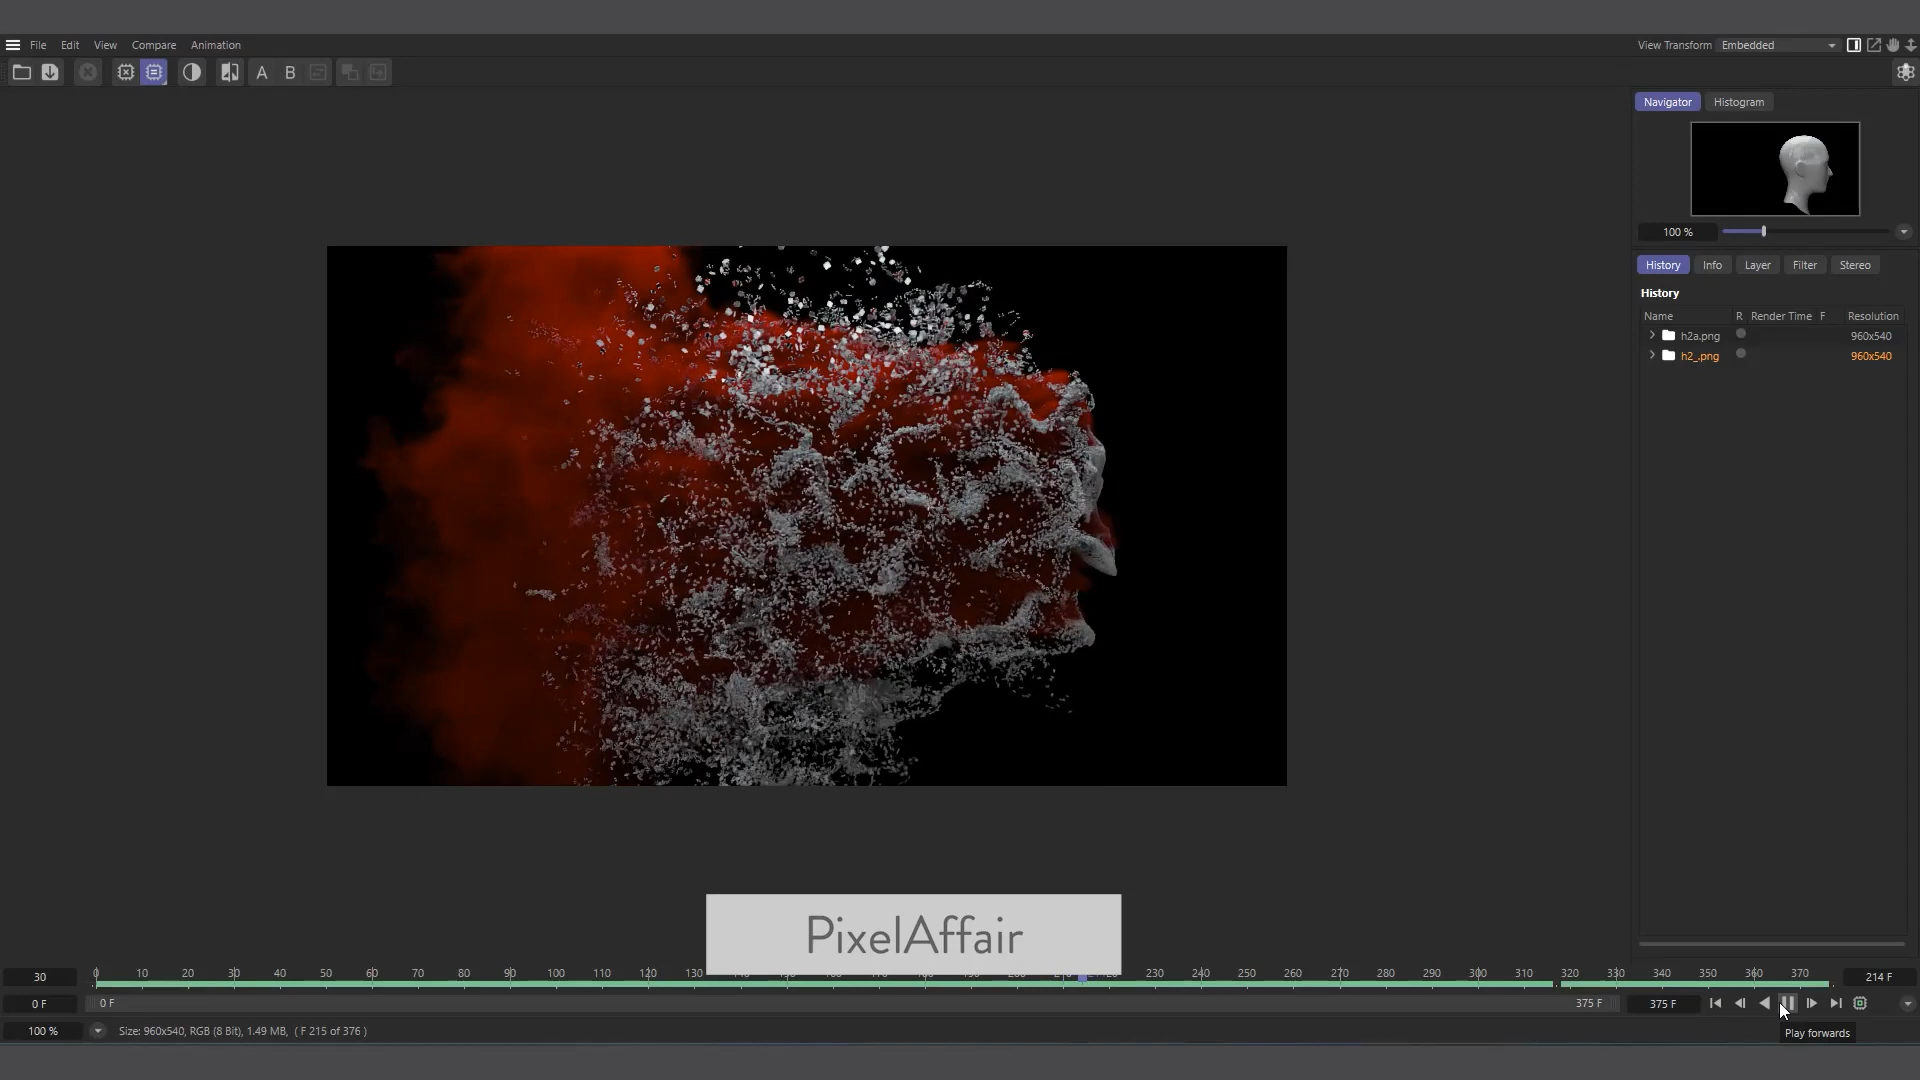 File Edit View Compare Animation
View Transform Embedded
A B
Navigator Histogram
100 %
History Info Layer Filter Stereo
History
Name R Render Time F Resolution
h2a.png 960x540
h2_.png 960x540
PixelAffair
30 0 10 20 30 40 50 60 70 80 90 100 110 120 130 230 240 250 260 270 280 290 300 310 320 330 340 350 360 370 214 F
0 F 0 F 375 F 375 F
100 % Size: 960x540, RGB (8 Bit), 1.49 MB, ( F 215 of 376 )
Play forwards